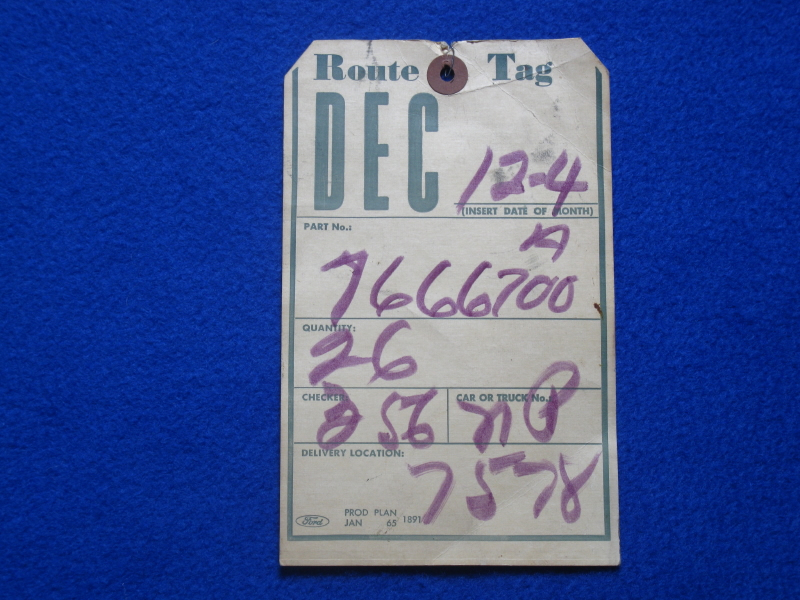 Route Tag
DEC 12-4
(INSERT DATE OF MONTH)
PART No.:
A
7666700
QUANTITY:
26
CHECKER
56
CAR OR TRUCK No.:
DELIVERY LOCATION:
7578
Ford
PROD PLAN
JAN 65 1891